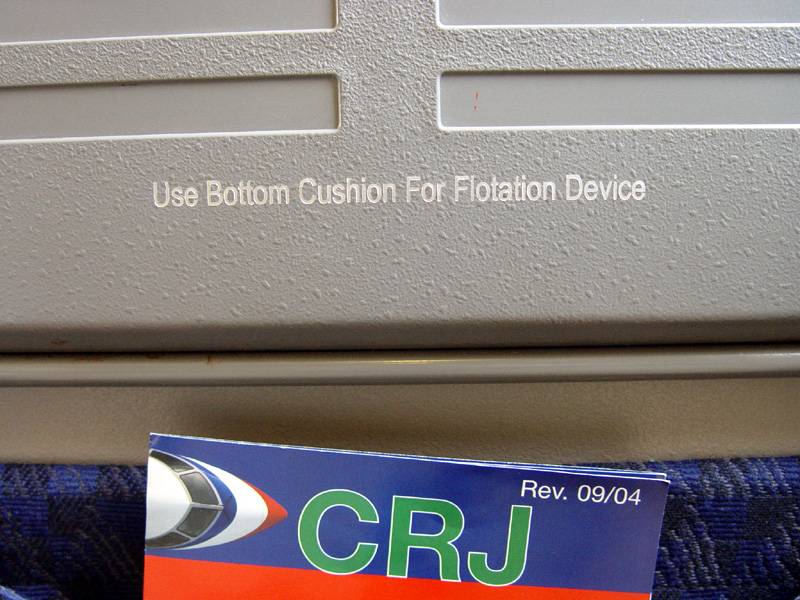 Use Bottom Cushion For Flotation Device
Rev. 09/04
CRJ